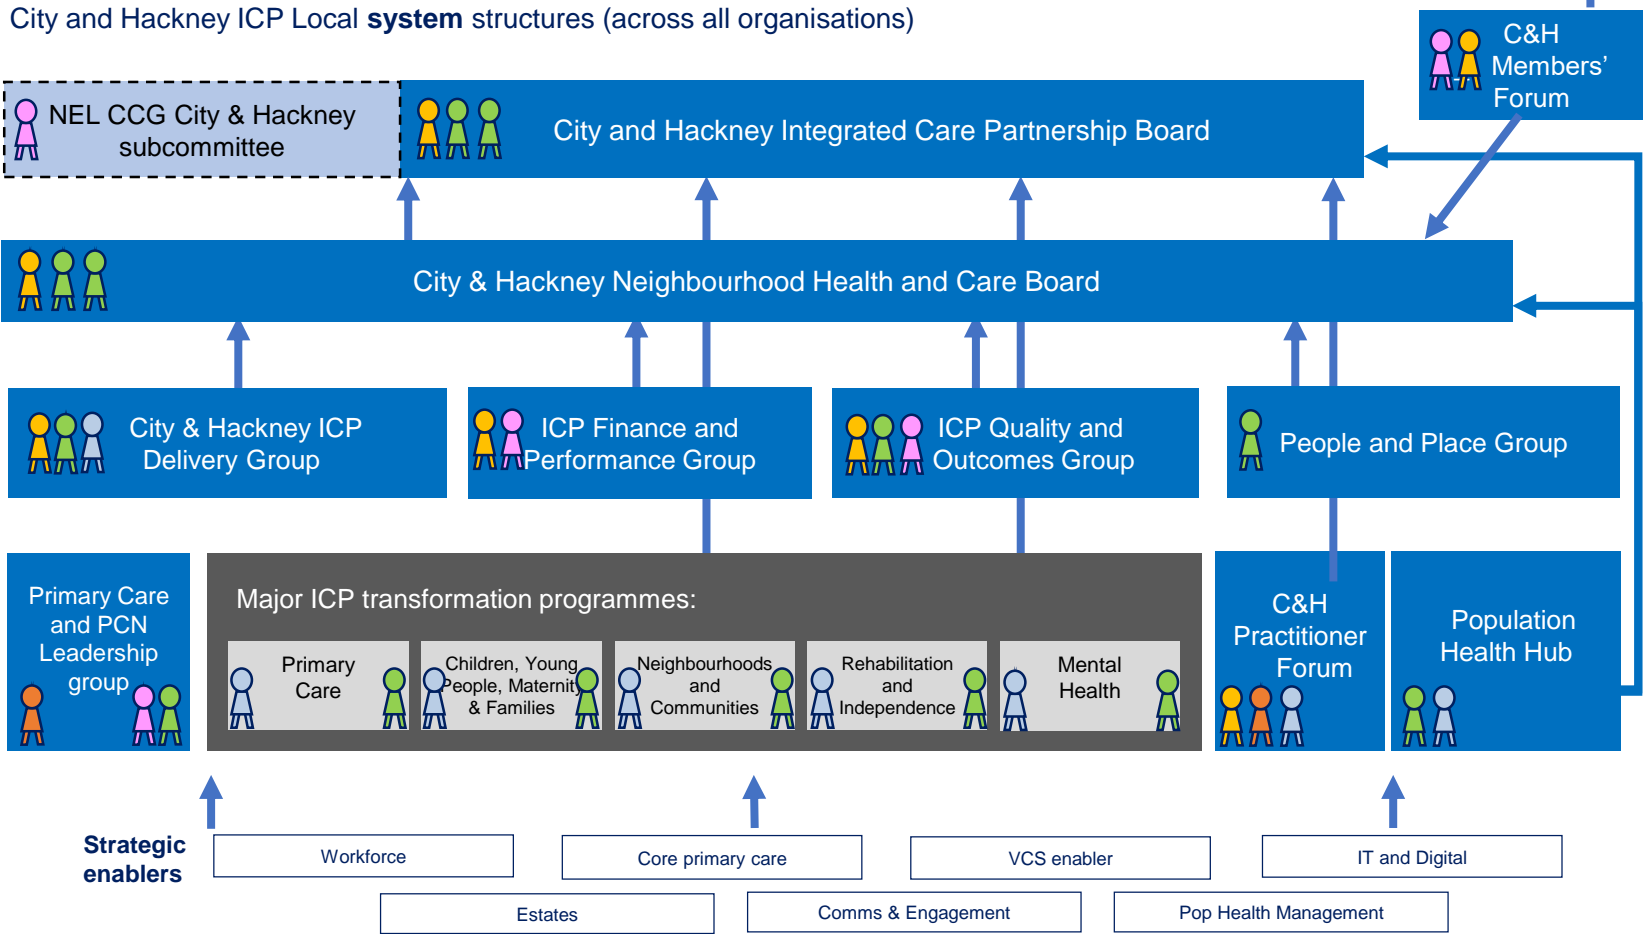 City and Hackney ICP Local system structures (across all organisations)
C&H
Members’
Forum
NEL CCG City & Hackney
subcommittee
City and Hackney Integrated Care Partnership Board
City & Hackney Neighbourhood Health and Care Board
City & Hackney ICP
Delivery Group
ICP Finance and
Performance Group
ICP Quality and
Outcomes Group
People and Place Group
Primary Care
and PCN
Leadership
group
Major ICP transformation programmes:
Primary
Care
Children, Young
People, Maternity
& Families
Neighbourhoods
and
Communities
Rehabilitation
and
Independence
Mental
Health
C&H
Practitioner
Forum
Population
Health Hub
Strategic
enablers
Workforce
Core primary care
VCS enabler
IT and Digital
Estates
Comms & Engagement
Pop Health Management